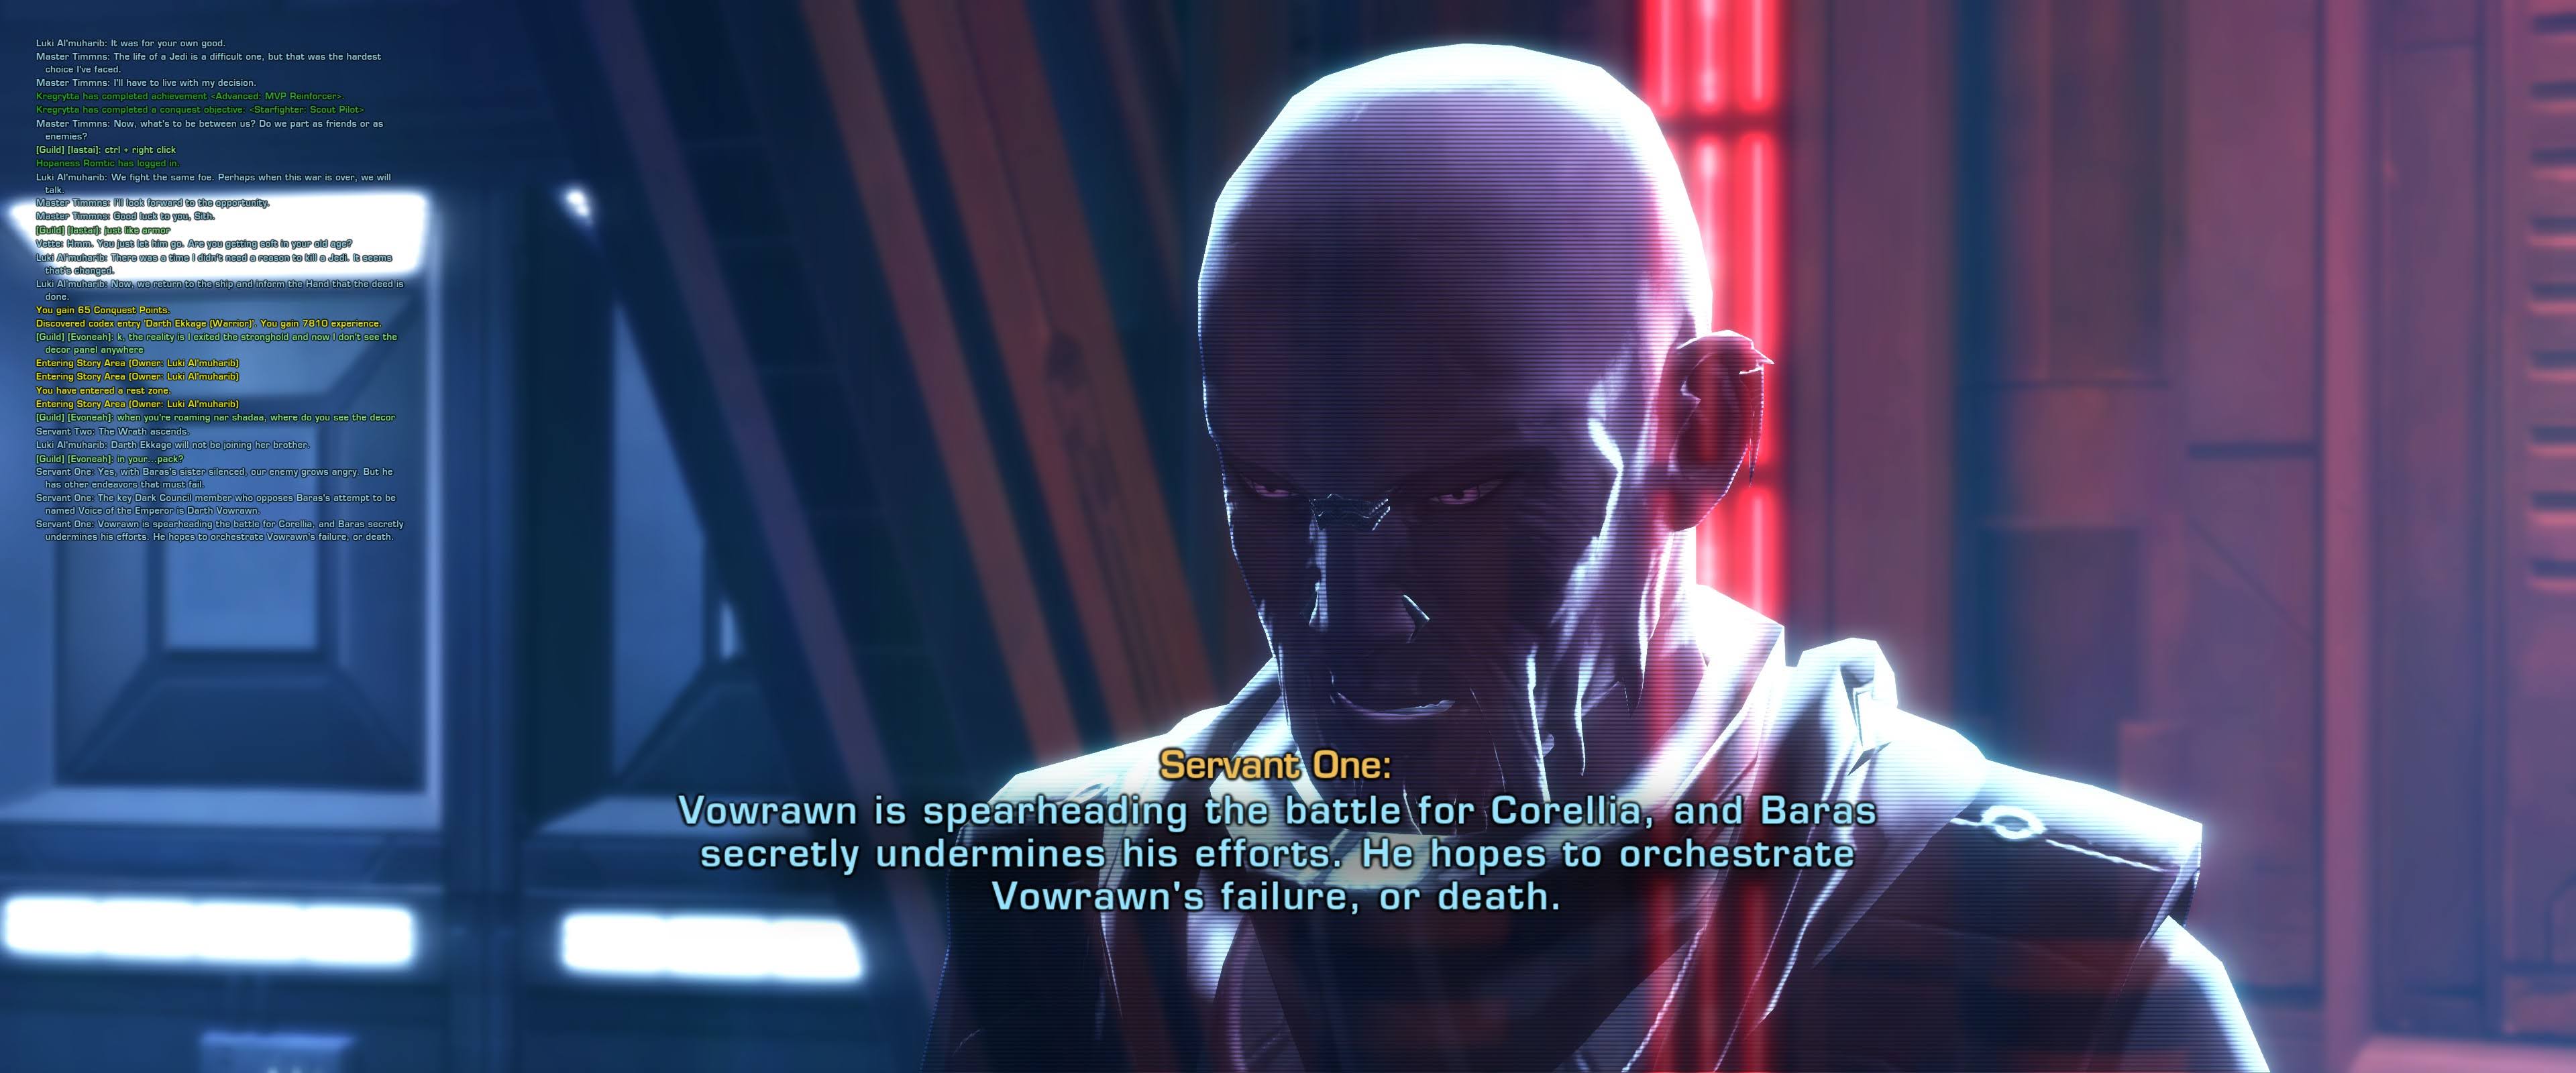 Luki Al'muharib: It was for your own good.
Master Timmns: The life of a Jedi is a difficult one, but that was the hardest
choice I've faced.
Master Timmns: I'll have to live with my decision.
Kregrytta has completed achievement <Advanced: MVP Reinforcer>.
Kregrytta has completed a conquest objective: <Starfighter: Scout Pilot>
Master Timmns: Now, what's to be between us? Do we part as friends or as
enemies?
[Guild] [Iastai]: ctrl + right click
Hopaness Romtic has logged in.
Luki Al'muharib: We fight the same foe. Perhaps when this war is over, we will
talk.
Master Timmns: I'll look forward to the opportunity.
Master Timmns: Good luck to you, Sith.
[Guild] [Iastai]: just like armor
Vette: Hmm. You just let him go. Are you getting soft in your old age?
Luki Al'muharib: There was a time I didn't need a reason to kill a Jedi. It seems
that's changed.
Luki Al'muharib: Now, we return to the ship and inform the Hand that the deed is
done.
You gain 65 Conquest Points.
Discovered codex entry 'Darth Ekkage (Warrior)'. You gain 7810 experience.
[Guild] [Evoneah]: k, the reality is I exited the stronghold and now I don't see the
decor panel anywhere
Entering Story Area (Owner: Luki Al'muharib)
Entering Story Area (Owner: Luki Al'muharib)
You have entered a rest zone.
Entering Story Area (Owner: Luki Al'muharib)
[Guild] [Evoneah]: when you're roaming nar shadaa, where do you see the decor
Servant Two: The Wrath ascends.
Luki Al'muharib: Darth Ekkage will not be joining her brother.
[Guild] [Evoneah]: in your...pack?
Servant One: Yes, with Baras's sister silenced, our enemy grows angry. But he
has other endeavors that must fail.
Servant One: The key Dark Council member who opposes Baras's attempt to be
named Voice of the Emperor is Darth Vowrawn.
Servant One: Vowrawn is spearheading the battle for Corellia, and Baras secretly
undermines his efforts. He hopes to orchestrate Vowrawn's failure, or death.
Servant One:
Vowrawn is spearheading the battle for Corellia, and Baras
secretly undermines his efforts. He hopes to orchestrate
Vowrawn's failure, or death.